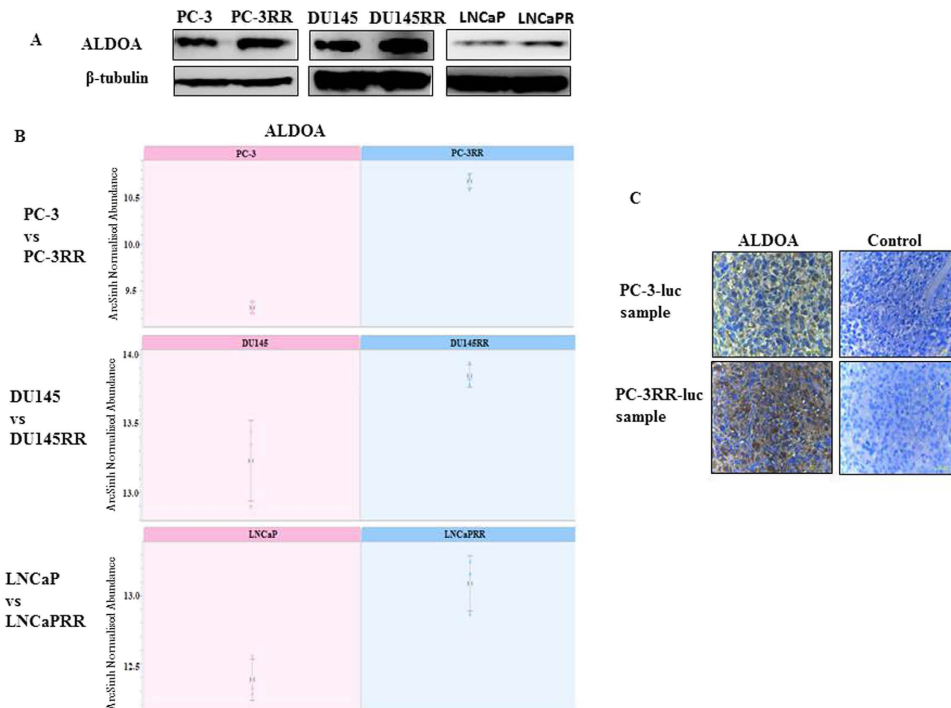 A
PC-3 PC-3RR DU145 DU145RR LNCaP LNCaPR
ALDOA
β-tubulin
B
ALDOA
PC-3 PC-3RR
PC-3
vs
PC-3RR
ArcSinh Normalised Abundance
10.5
10.0
9.5
DU145 DU145RR
DU145
vs
DU145RR
ArcSinh Normalised Abundance
14.0
13.5
13.0
LNCaP LNCaPRR
LNCaP
vs
LNCaPRR
ArcSinh Normalised Abundance
13.0
12.5
C
ALDOA Control
PC-3-luc
sample
PC-3RR-luc
sample